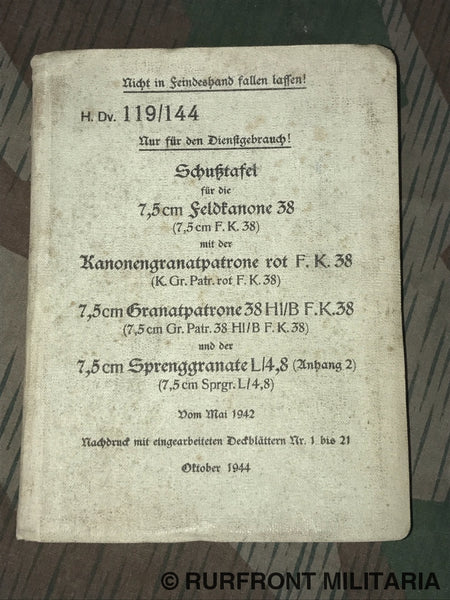 Nicht in Feindeshand fallen lassen!
H. Dv. 119/144
Nur für den Dienstgebrauch!
Schußtafel
für die
7,5cm Feldkanone 38
(7,5cm F. K. 38)
mit der
Kanonengranatpatrone rot F. K. 38
(K. Gr. Patr. rot F. K. 38)
7,5cm Granatpatrone 38 Hl/B F.K.38
(7,5cm Gr. Patr. 38 Hl/B F. K. 38)
und der
7,5cm Sprenggranate L/4,8 (Anhang 2)
(7,5cm Sprgr. L/4,8)
Vom Mai 1942
Nachdruck mit eingearbeiteten Deckblättern Nr. 1 bis 21
Oktober 1944
© RURFRONT MILITARIA